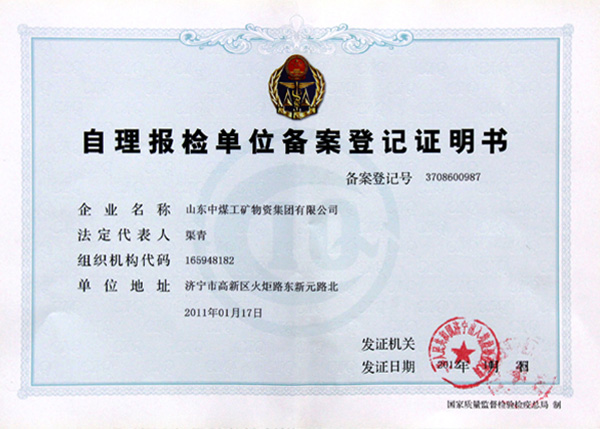 自理报检单位备案登记证明书
备案登记号 3708600987
企业名称 山东中煤工矿物资集团有限公司
法定代表人 渠青
组织机构代码 165948182
单位地址 济宁市高新区火炬路东新元路北
2011年01月17日
发证机关
发证日期 年 月 日
国家质量监督检验检疫总局 制